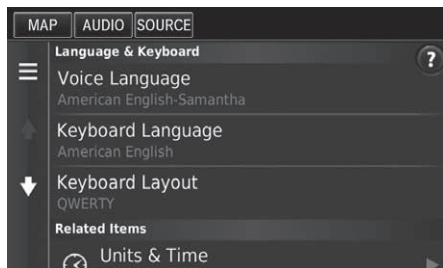 MAP AUDIO SOURCE
Language & Keyboard
?
Voice Language
American English-Samantha
Keyboard Language
American English
Keyboard Layout
QWERTY
Related Items
Units & Time